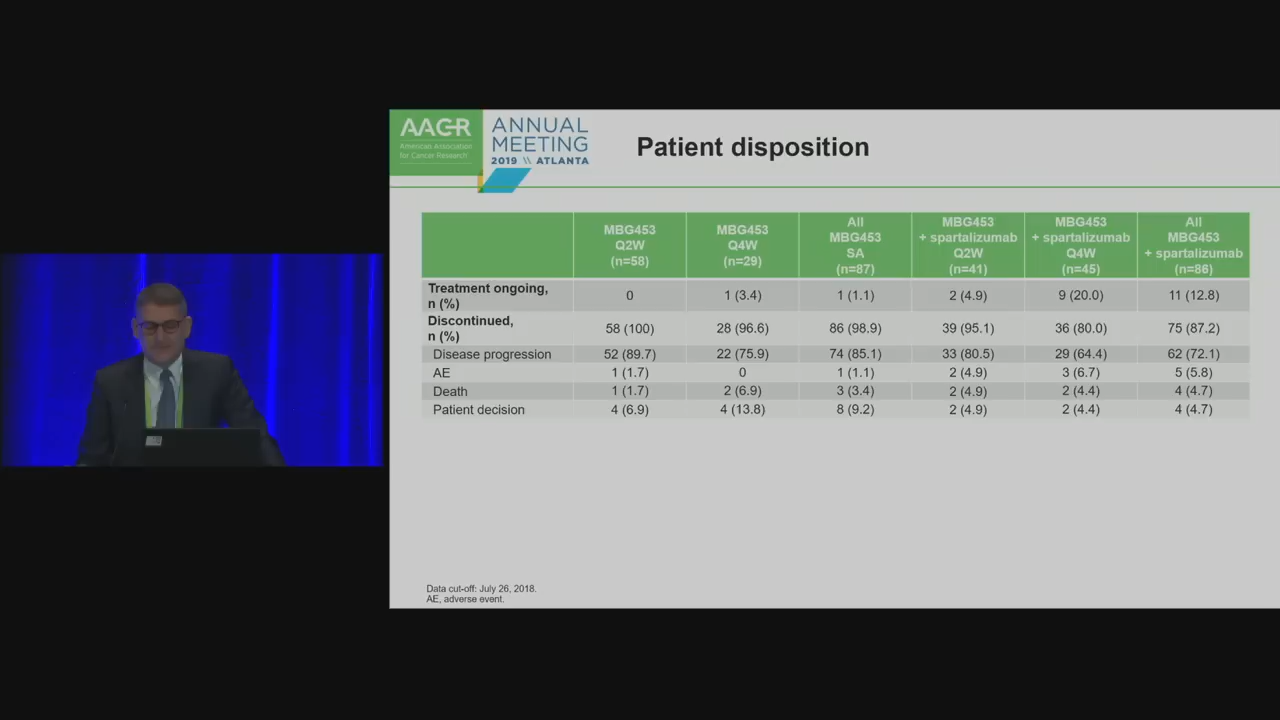 AACR
American Association
for Cancer Research
ANNUAL
MEETING
2019 \\ ATLANTA
Patient disposition
MBG453 Q2W (n=58) MBG453 Q4W (n=29) All MBG453 SA (n=87) MBG453 + spartalizumab Q2W (n=41) MBG453 + spartalizumab Q4W (n=45) All MBG453 + spartalizumab (n=86)
Treatment ongoing, n (%) 0 1 (3.4) 1 (1.1) 2 (4.9) 9 (20.0) 11 (12.8)
Discontinued, n (%) 58 (100) 28 (96.6) 86 (98.9) 39 (95.1) 36 (80.0) 75 (87.2)
Disease progression 52 (89.7) 22 (75.9) 74 (85.1) 33 (80.5) 29 (64.4) 62 (72.1)
AE 1 (1.7) 0 1 (1.1) 2 (4.9) 3 (6.7) 5 (5.8)
Death 1 (1.7) 2 (6.9) 3 (3.4) 2 (4.9) 2 (4.4) 4 (4.7)
Patient decision 4 (6.9) 4 (13.8) 8 (9.2) 2 (4.9) 2 (4.4) 4 (4.7)
Data cut-off: July 26, 2018.
AE, adverse event.